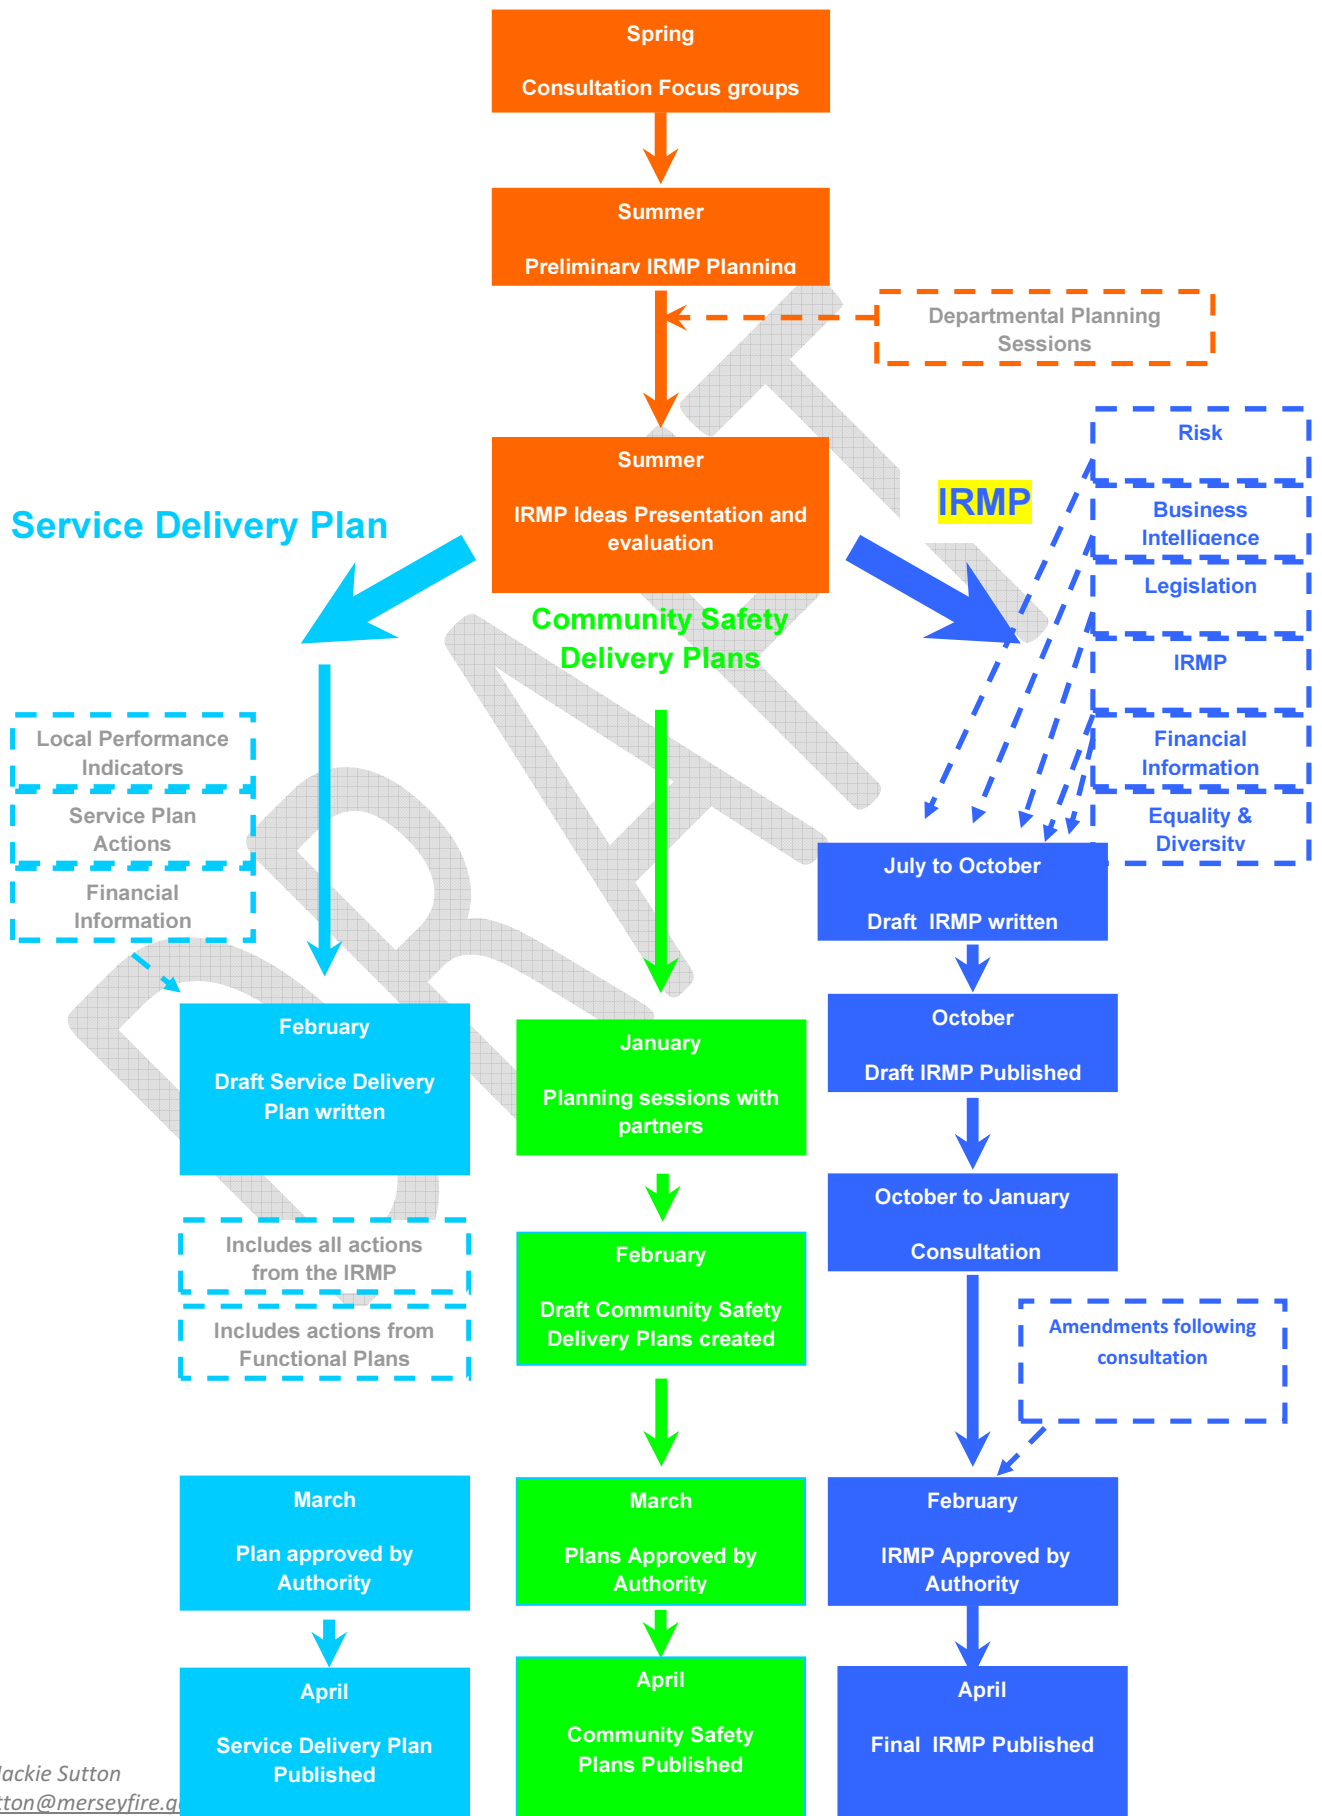 Spring
Consultation Focus groups
Summer
Preliminary IRMP Planning
Departmental Planning
Sessions
Summer
IRMP Ideas Presentation and
evaluation
Service Delivery Plan
Community Safety
Delivery Plans
IRMP
Risk
Business
Intelligence
Legislation
IRMP
Financial
Information
Equality &
Diversity
Local Performance
Indicators
Service Plan
Actions
Financial
Information
DRAFT
February
Draft Service Delivery
Plan written
Includes all actions
from the IRMP
Includes actions from
Functional Plans
March
Plan approved by
Authority
April
Service Delivery Plan
Published
January
Planning sessions with
partners
February
Draft Community Safety
Delivery Plans created
March
Plans Approved by
Authority
April
Community Safety
Plans Published
July to October
Draft  IRMP written
October
Draft IRMP Published
October to January
Consultation
Amendments following
consultation
February
IRMP Approved by
Authority
April
Final  IRMP Published
Jackie Sutton
tton@merseyfire.g